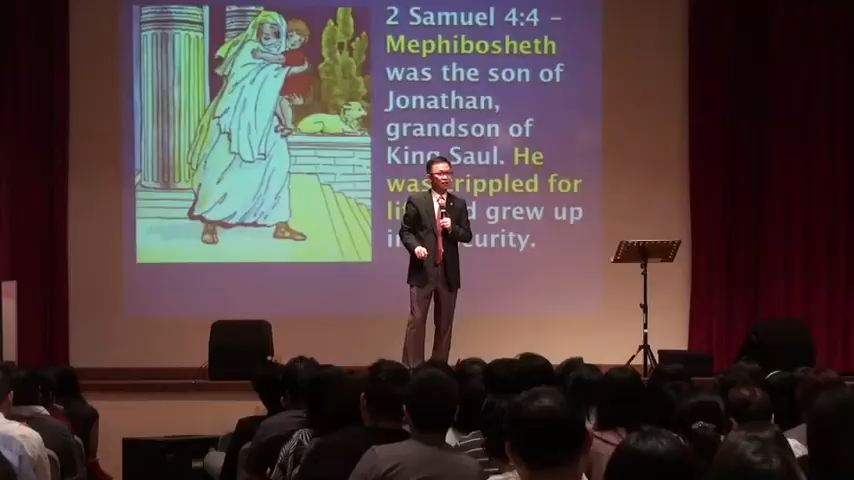 2 Samuel 4:4 –
Mephibosheth
was the son of
Jonathan,
grandson of
King Saul. He
was crippled for
grew up